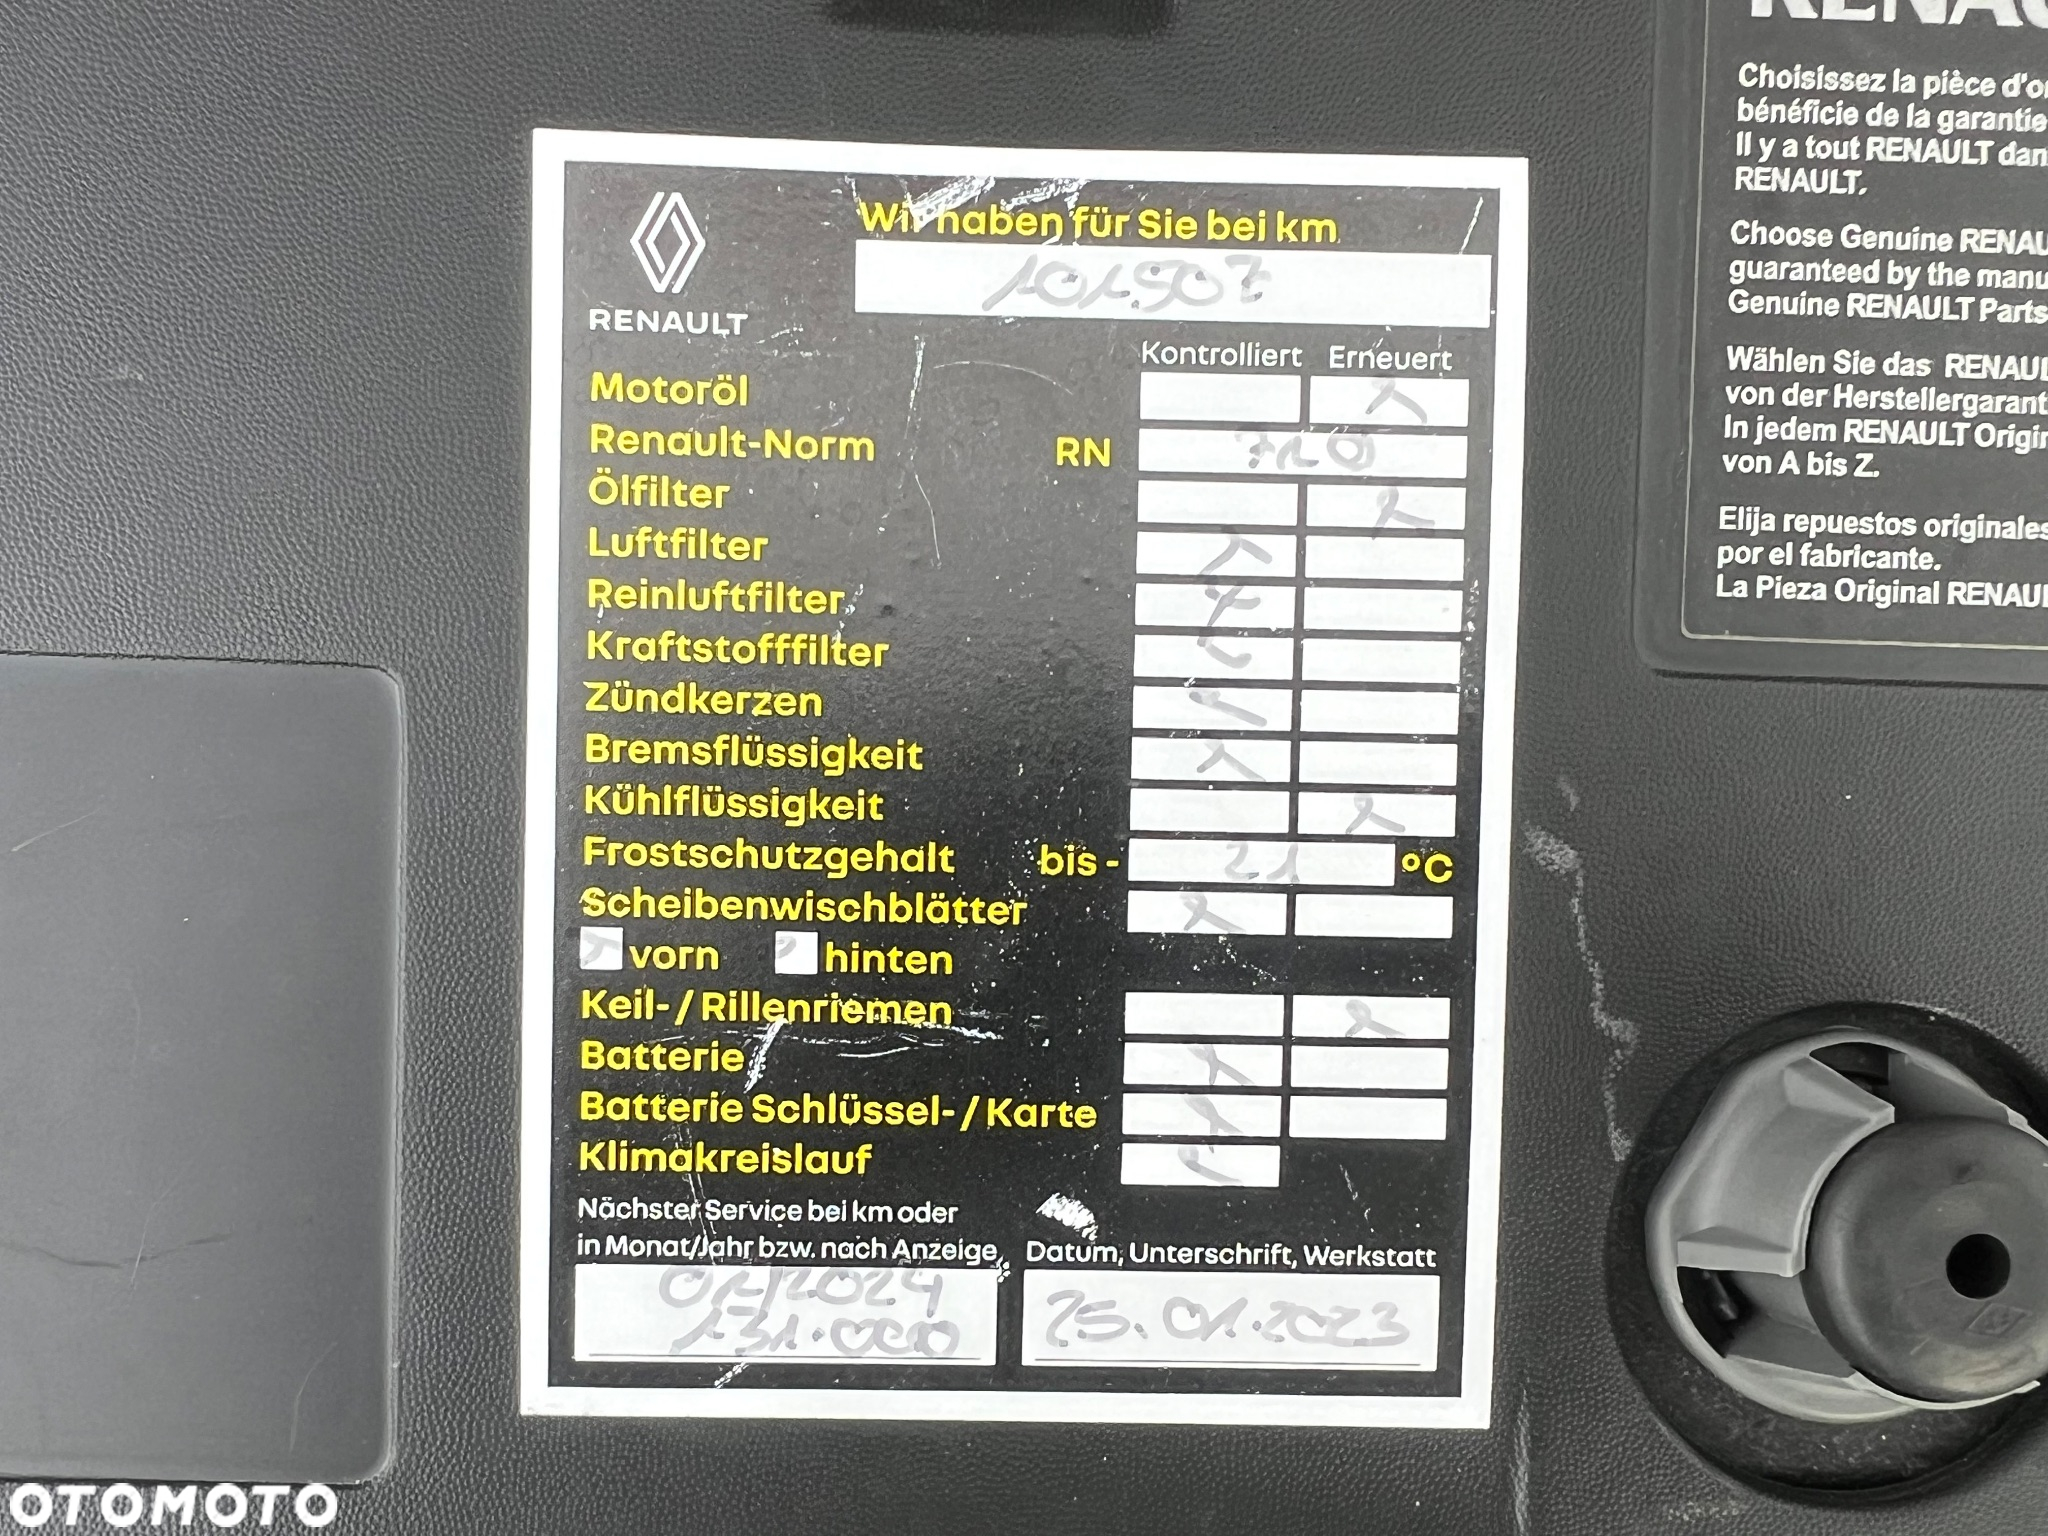 Wir haben für Sie bei km
101.507
RENAULT
Kontrolliert Erneuert
Motoröl x
Renault-Norm RN 710
Ölfilter x
Luftfilter x
Reinluftfilter x
Kraftstofffilter x
Zündkerzen
Bremsflüssigkeit x
Kühlflüssigkeit x
Frostschutzgehalt bis - 21 °C
Scheibenwischblätter x
x vorn hinten
Keil- / Rillenriemen x
Batterie x
Batterie Schlüssel- / Karte x
Klimakreislauf
Nächster Service bei km oder
in Monat/Jahr bzw. nach Anzeige
01/2024
131.000
Datum, Unterschrift, Werkstatt
25.01.2023
RENAU
Choisissez la pièce d'or
bénéficie de la garantie
Il y a tout RENAULT dan
RENAULT.
Choose Genuine RENAU
guaranteed by the manu
Genuine RENAULT Parts
Wählen Sie das RENAUL
von der Herstellergarant
In jedem RENAULT Origin
von A bis Z.
Elija repuestos originales
por el fabricante.
La Pieza Original RENAUL
OTOMOTO